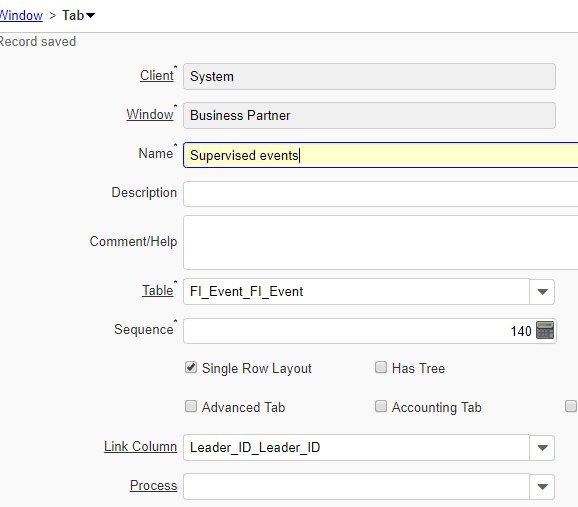 Window > Tab
Record saved
Client* System
Window* Business Partner
Name* Supervised events
Description
Comment/Help
Table* FI_Event_FI_Event
Sequence* 140
Single Row Layout Has Tree
Advanced Tab Accounting Tab
Link Column Leader_ID_Leader_ID
Process